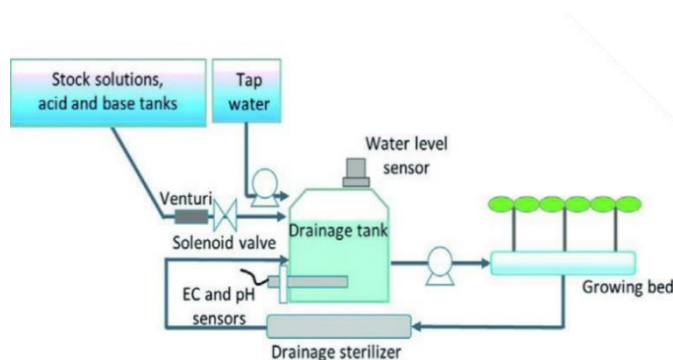 Stock solutions,
acid and base tanks
Tap
water
Water level
sensor
Venturi
Solenoid valve
Drainage tank
EC and pH
sensors
Growing bed
Drainage sterilizer